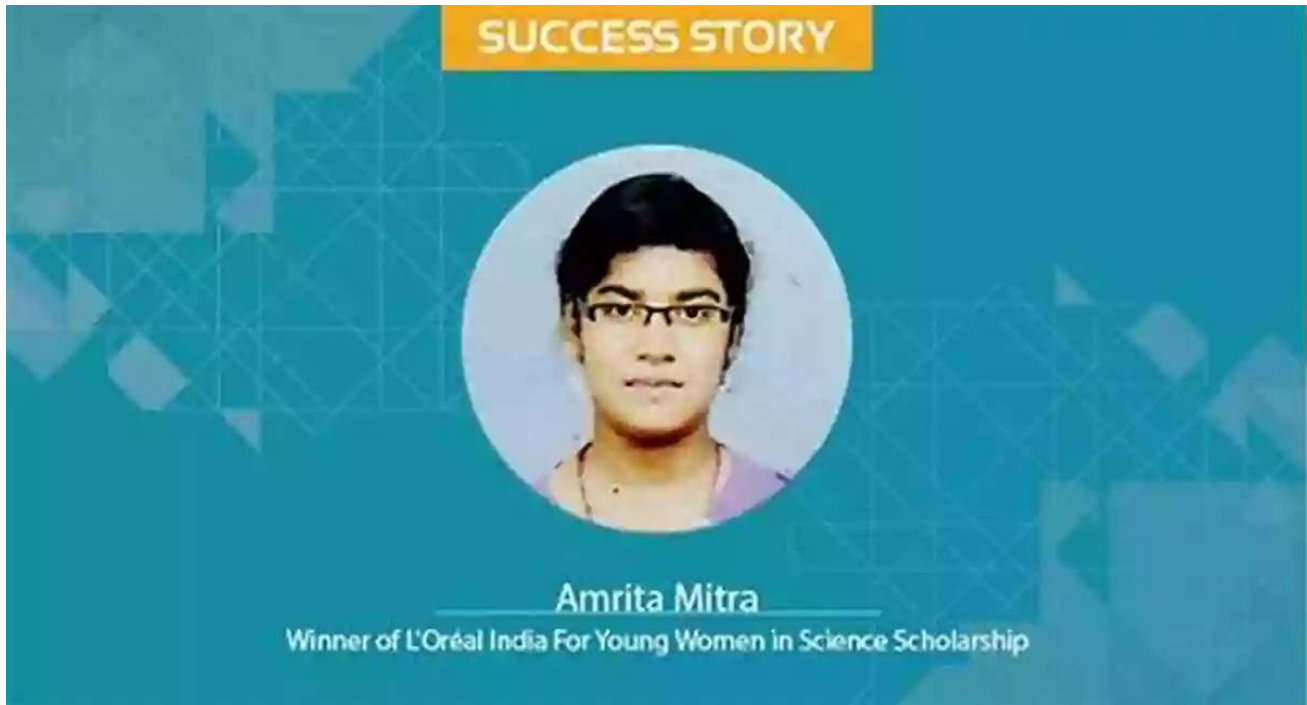 SUCCESS STORY
Amrita Mitra
Winner of L'Oréal India For Young Women in Science Scholarship